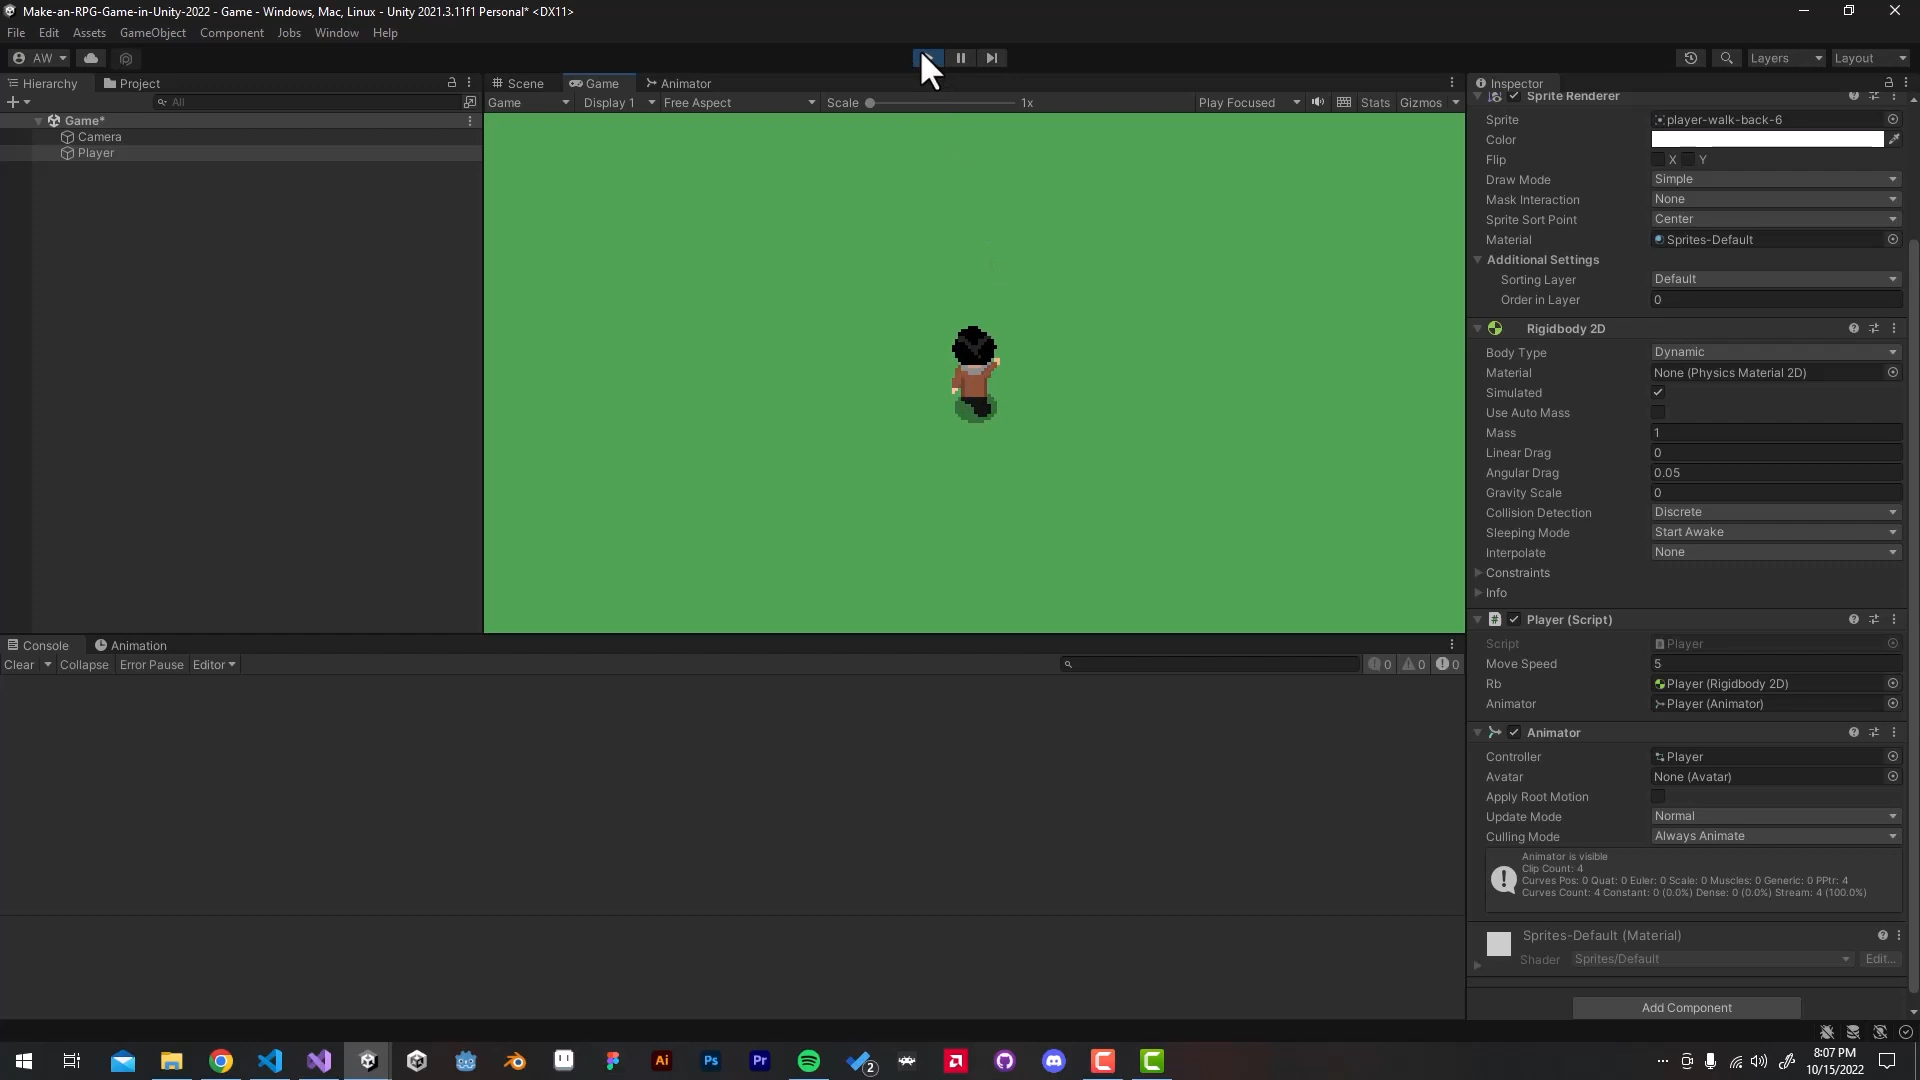 Make-an-RPG-Game-in-Unity-2022 - Game - Windows, Mac, Linux - Unity 2021.3.11f1 Personal* <DX11>
File Edit Assets GameObject Component Jobs Window Help
AW Layers Layout
Hierarchy Project Scene Game Animator Inspector
All Game Display 1 Free Aspect Scale 1x Play Focused Stats Gizmos
Sprite Renderer
Game*
Camera
Player
Sprite player-walk-back-6
Color
Flip X Y
Draw Mode Simple
Mask Interaction None
Sprite Sort Point Center
Material Sprites-Default
Additional Settings
Sorting Layer Default
Order in Layer 0
Rigidbody 2D
Body Type Dynamic
Material None (Physics Material 2D)
Simulated
Use Auto Mass
Mass 1
Linear Drag 0
Angular Drag 0.05
Gravity Scale 0
Collision Detection Discrete
Sleeping Mode Start Awake
Interpolate None
Constraints
Info
Player (Script)
Script Player
Move Speed 5
Rb Player (Rigidbody 2D)
Animator Player (Animator)
Animator
Controller Player
Avatar None (Avatar)
Apply Root Motion
Update Mode Normal
Culling Mode Always Animate
Animator is visible
Clip Count: 4
Curves Pos: 0 Quat: 0 Euler: 0 Scale: 0 Muscles: 0 Generic: 0 PPtr: 4
Curves Count: 4 Constant: 0 (0.0%) Dense: 0 (0.0%) Stream: 4 (100.0%)
Sprites-Default (Material)
Shader Sprites/Default Edit...
Add Component
Console Animation
Clear Collapse Error Pause Editor 0 0 0
Ai Ps Pr 2
8:07 PM
10/15/2022